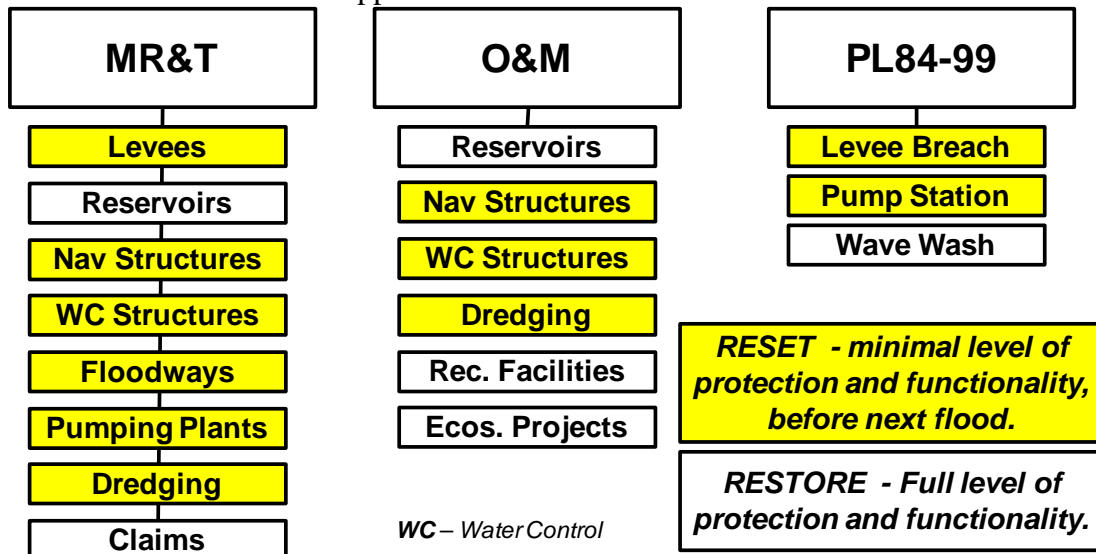 MR&T
Levees
Reservoirs
Nav Structures
WC Structures
Floodways
Pumping Plants
Dredging
Claims
O&M
Reservoirs
Nav Structures
WC Structures
Dredging
Rec. Facilities
Ecos. Projects
WC – Water Control
PL84-99
Levee Breach
Pump Station
Wave Wash
RESET - minimal level of
protection and functionality,
before next flood.
RESTORE - Full level of
protection and functionality.